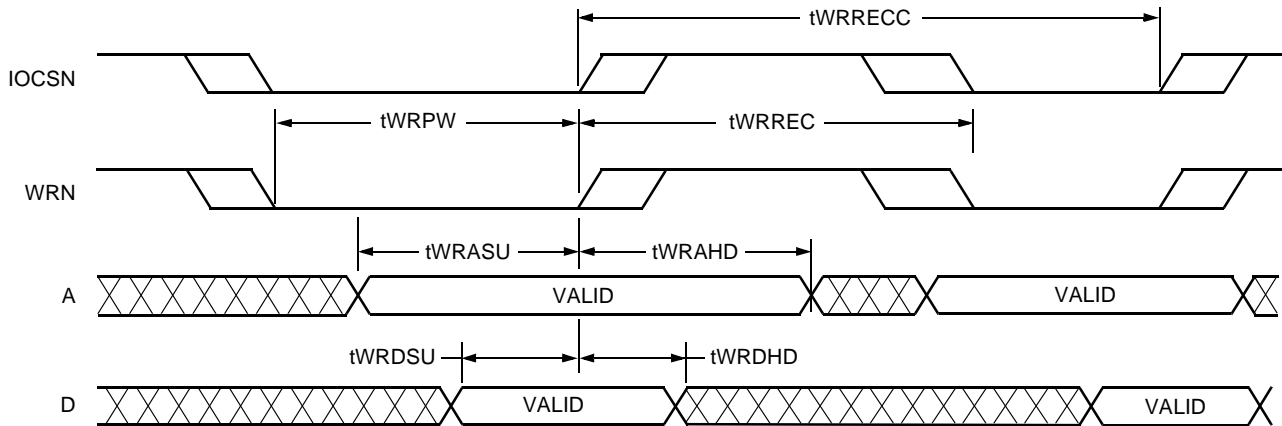 tWRRECC
IOCSN
tWRPW
tWRREC
WRN
tWRASU
tWRAHD
A
VALID
VALID
tWRDSU
tWRDHD
D
VALID
VALID